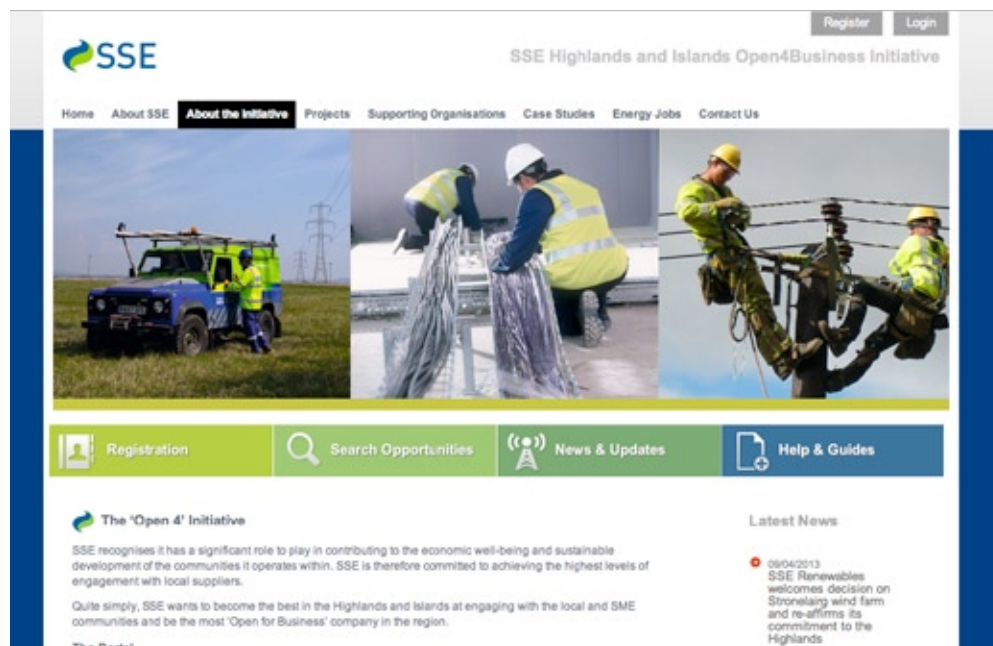 Register Login
SSE
SSE Highlands and Islands Open4Business Initiative
Home About SSE About the Initiative Projects Supporting Organisations Case Studies Energy Jobs Contact Us
Registration Search Opportunities News & Updates Help & Guides
The 'Open 4' Initiative
SSE recognises it has a significant role to play in contributing to the economic well-being and sustainable
development of the communities it operates within. SSE is therefore committed to achieving the highest levels of
engagement with local suppliers.
Quite simply, SSE wants to become the best in the Highlands and Islands at engaging with the local and SME
communities and be the most 'Open for Business' company in the region.
The Portal
Latest News
09/04/2013
SSE Renewables
welcomes decision on
Stronelairg wind farm
and re-affirms its
commitment to the
Highlands